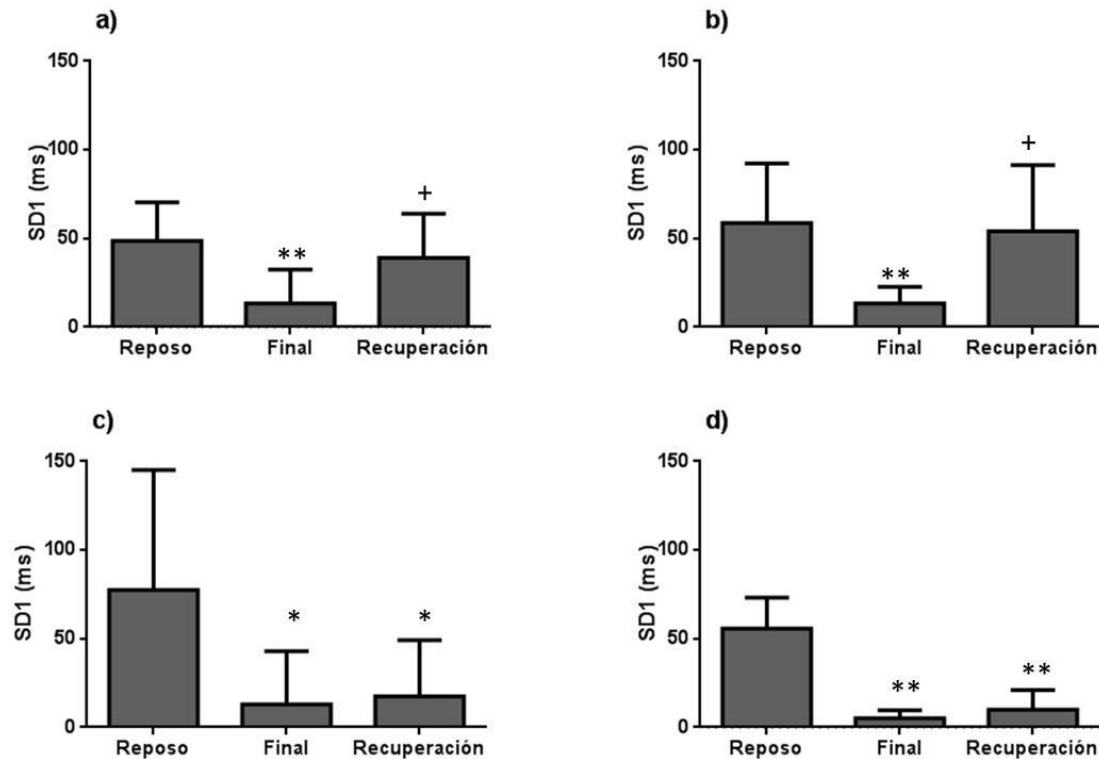 a)
150
100
50
0
SD1 (ms)
**
+
Reposo Final Recuperación
b)
150
100
50
0
SD1 (ms)
**
+
Reposo Final Recuperación
c)
150
100
50
0
SD1 (ms)
* *
Reposo Final Recuperación
d)
150
100
50
0
SD1 (ms)
** **
Reposo Final Recuperación